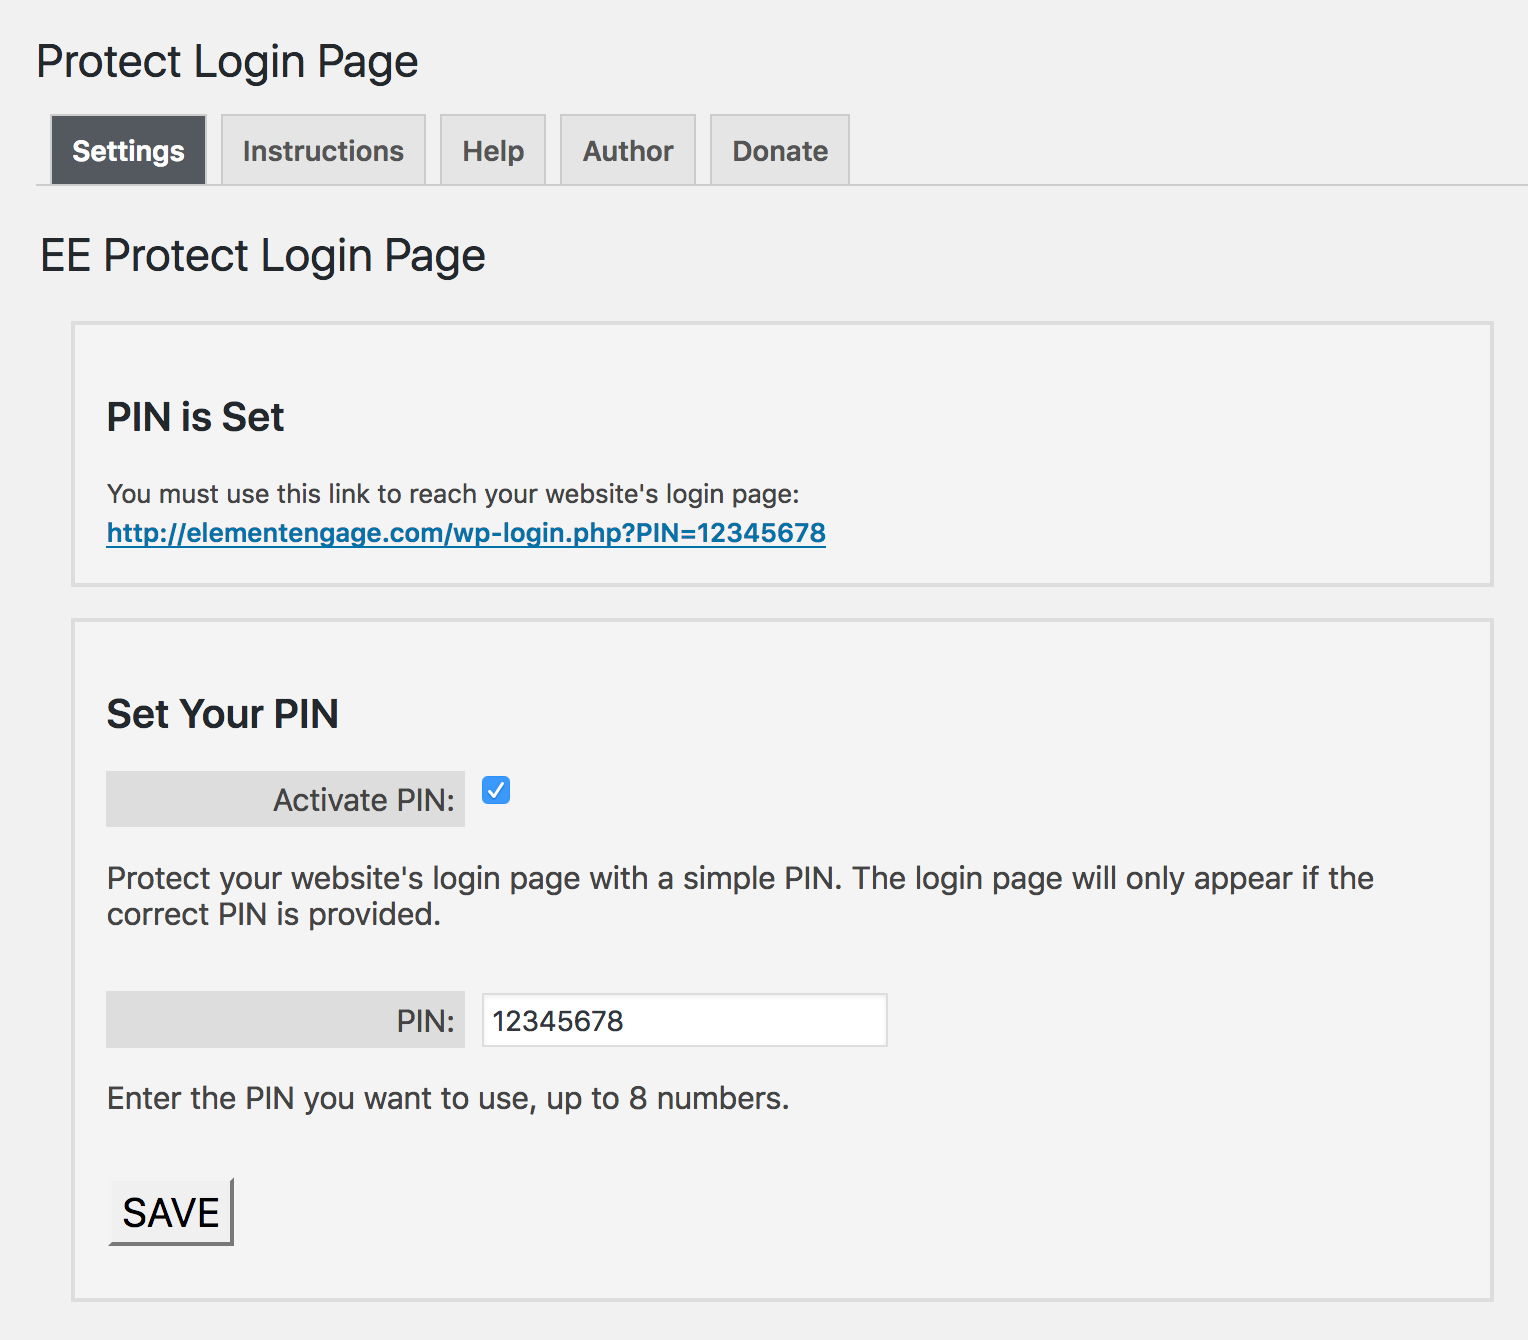 Protect Login Page
Settings Instructions Help Author Donate
EE Protect Login Page
PIN is Set
You must use this link to reach your website's login page:
http://elementengage.com/wp-login.php?PIN=12345678
Set Your PIN
Activate PIN:
Protect your website's login page with a simple PIN. The login page will only appear if the
correct PIN is provided.
PIN: 12345678
Enter the PIN you want to use, up to 8 numbers.
SAVE